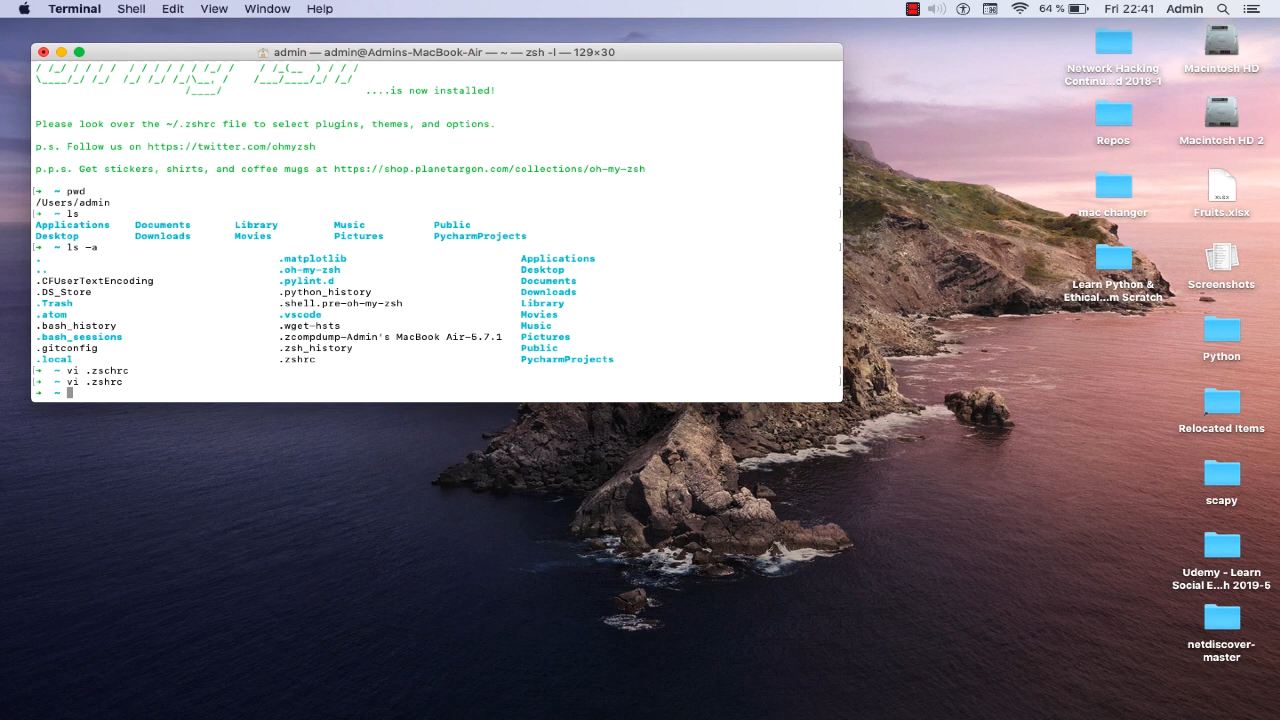 Terminal Shell Edit View Window Help 64 % Fri 22:41 Admin
admin — admin@Admins-MacBook-Air — ~ — zsh -l — 129×30
....is now installed!
Please look over the ~/.zshrc file to select plugins, themes, and options.
p.s. Follow us on https://twitter.com/ohmyzsh
p.p.s. Get stickers, shirts, and coffee mugs at https://shop.planetargon.com/collections/oh-my-zsh
[➜ ~ pwd ]
/Users/admin
[➜ ~ ls ]
Applications Documents Library Music Public
Desktop Downloads Movies Pictures PycharmProjects
[➜ ~ ls -a ]
. .matplotlib Applications
.. .oh-my-zsh Desktop
.CFUserTextEncoding .pylint.d Documents
.DS_Store .python_history Downloads
.Trash .shell.pre-oh-my-zsh Library
.atom .vscode Movies
.bash_history .wget-hsts Music
.bash_sessions .zcompdump-Admin's MacBook Air-5.7.1 Pictures
.gitconfig .zsh_history Public
.local .zshrc PycharmProjects
[➜ ~ vi .zschrc ]
[➜ ~ vi .zshrc ]
➜ ~
Network Hacking
Continu...d 2018-1
Macintosh HD
Repos
Macintosh HD 2
mac changer
Fruits.xlsx
XLSX
Learn Python &
Ethical...m Scratch
Screenshots
Python
Relocated Items
scapy
Udemy - Learn
Social E...h 2019-5
netdiscover-
master